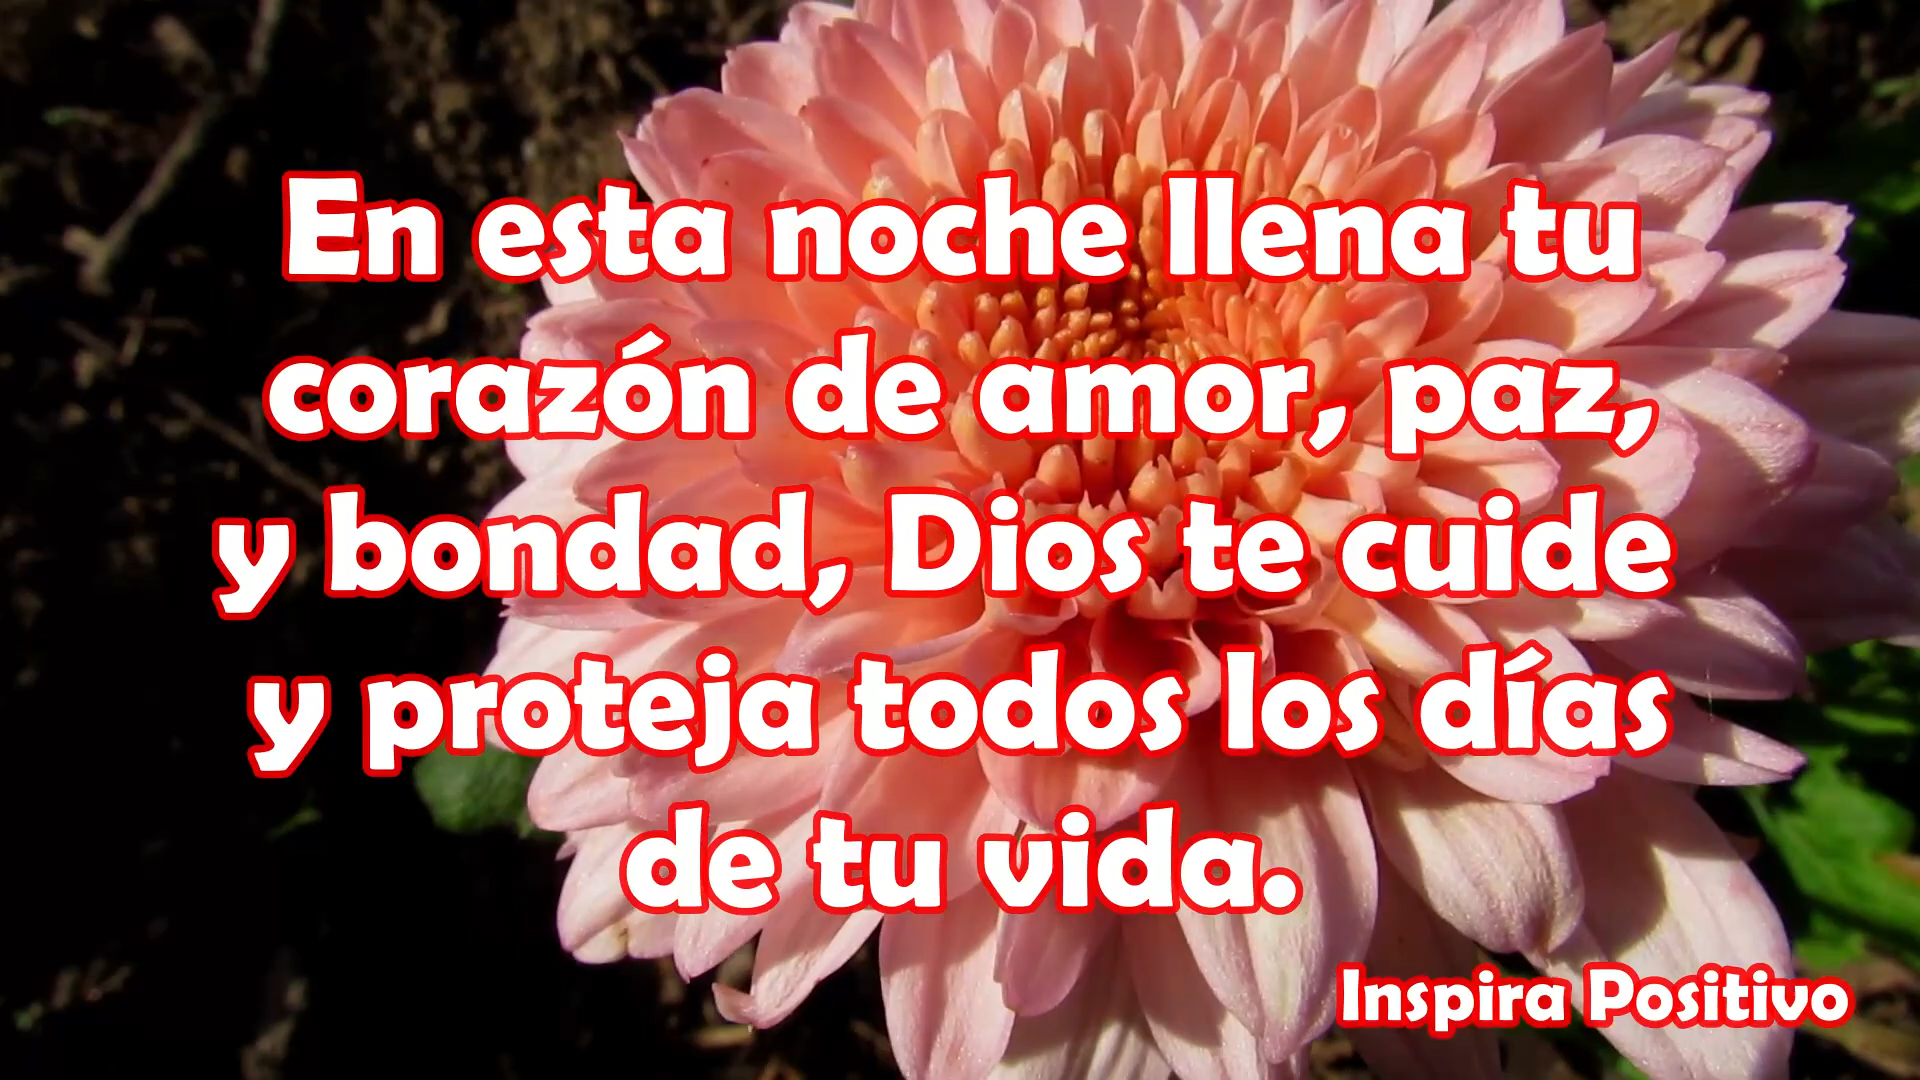 En esta noche llena tu
corazón de amor, paz,
y bondad, Dios te cuide
y proteja todos los días
de tu vida.
Inspira Positivo